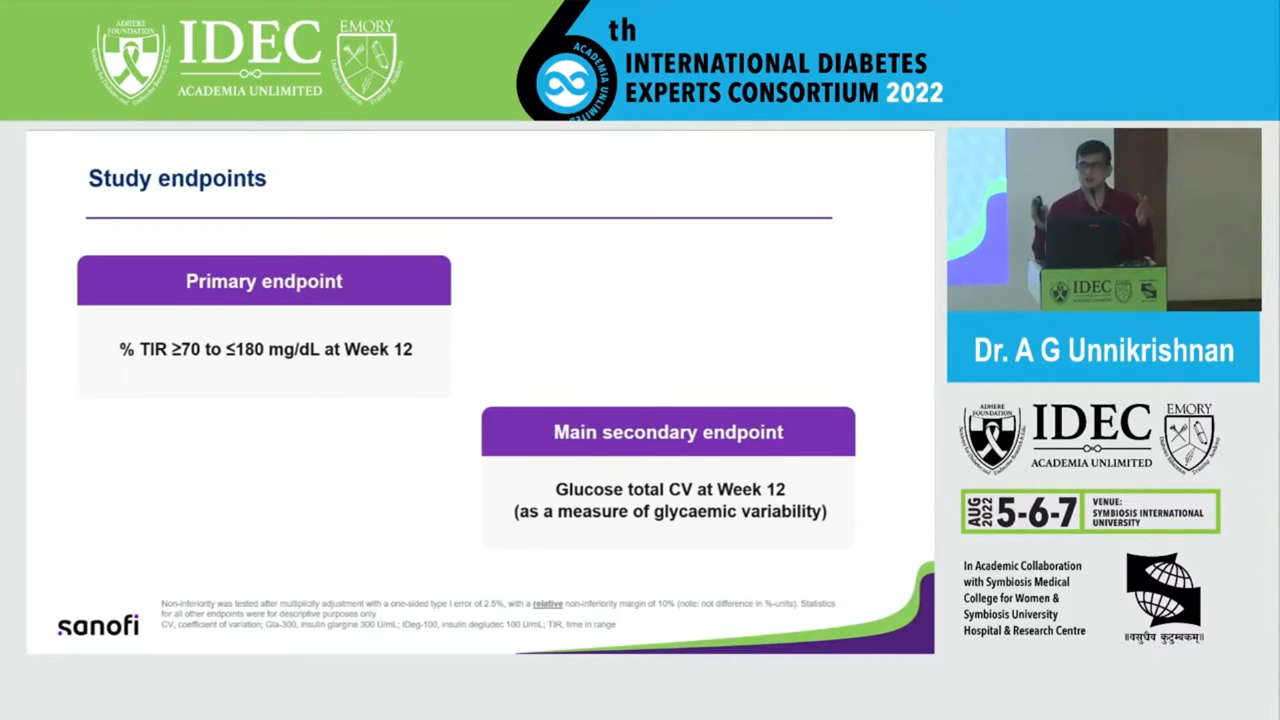 ADHERE
FOUNDATION
IDEC
ACADEMIA UNLIMITED
EMORY
6th
ACADEMIA UNLIMITED
INTERNATIONAL DIABETES
EXPERTS CONSORTIUM 2022
Study endpoints
Primary endpoint
% TIR ≥70 to ≤180 mg/dL at Week 12
Main secondary endpoint
Glucose total CV at Week 12
(as a measure of glycaemic variability)
Non-inferiority was tested after multiplicity adjustment with a one-sided type I error of 2.5%, with a relative non-inferiority margin of 10% (note: not difference in %-units). Statistics
for all other endpoints were for descriptive purposes only
CV, coefficient of variation; Gla-300, insulin glargine 300 U/mL; IDeg-100, insulin degludec 100 U/mL; TIR, time in range
sanofi
IDEC
Dr. A G Unnikrishnan
ADHERE
FOUNDATION
IDEC
ACADEMIA UNLIMITED
EMORY
AUG
2022
5-6-7
VENUE:
SYMBIOSIS INTERNATIONAL
UNIVERSITY
In Academic Collaboration
with Symbiosis Medical
College for Women &
Symbiosis University
Hospital & Research Centre
॥वसुधैव कुटुम्बकम्॥